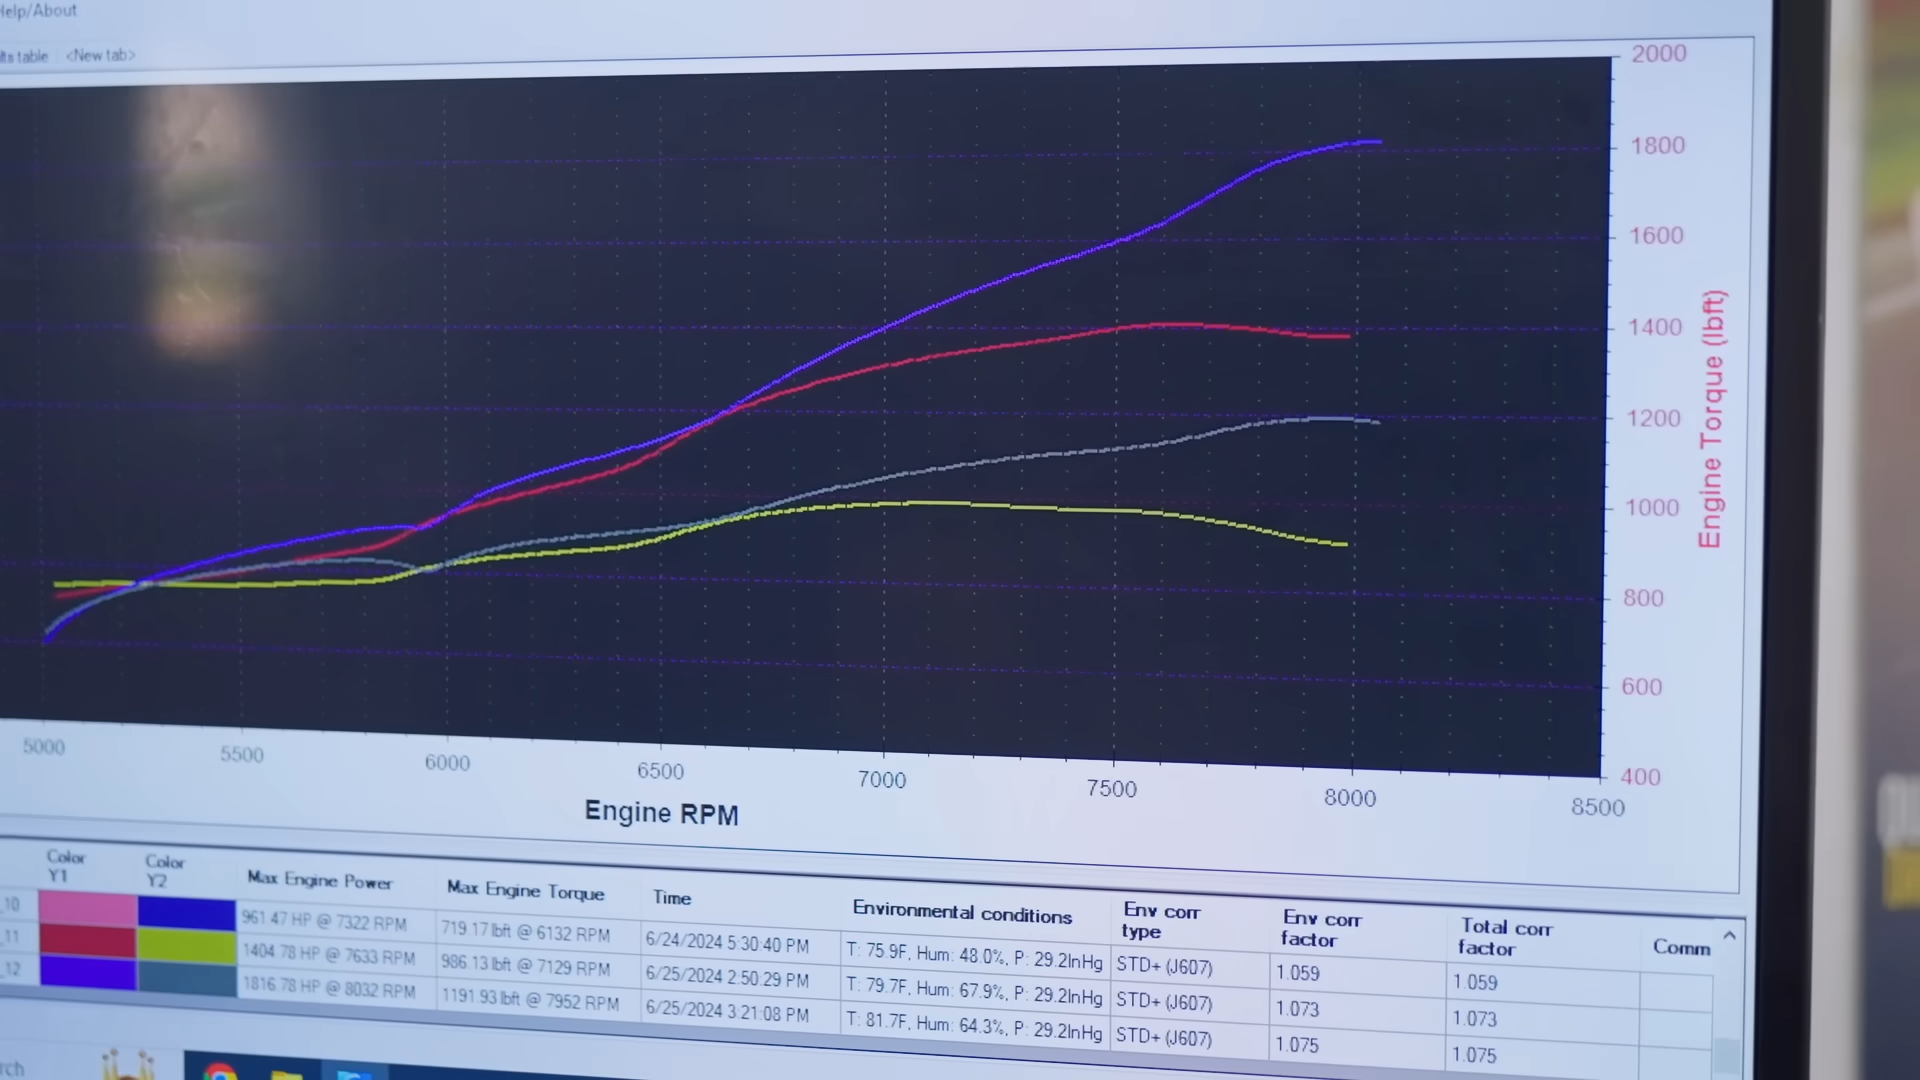 Help/About
lts table <New tab>
2000
1800
1600
1400
1200
1000
800
600
400
Engine Torque (lbft)
5000 5500 6000 6500 7000 7500 8000 8500
Engine RPM
Color Y1 Color Y2 Max Engine Power Max Engine Torque Time Environmental conditions Env corr type Env corr factor Total corr factor Comm
_10 961.47 HP @ 7322 RPM 719.17 lbft @ 6132 RPM 6/24/2024 5:30:40 PM T: 75.9F, Hum: 48.0%, P: 29.2InHg STD+ (J607) 1.059 1.059
_11 1404.78 HP @ 7633 RPM 986.13 lbft @ 7129 RPM 6/25/2024 2:50:29 PM T: 79.7F, Hum: 67.9%, P: 29.2InHg STD+ (J607) 1.073 1.073
_12 1816.78 HP @ 8032 RPM 1191.93 lbft @ 7952 RPM 6/25/2024 3:21:08 PM T: 81.7F, Hum: 64.3%, P: 29.2InHg STD+ (J607) 1.075 1.075
rch